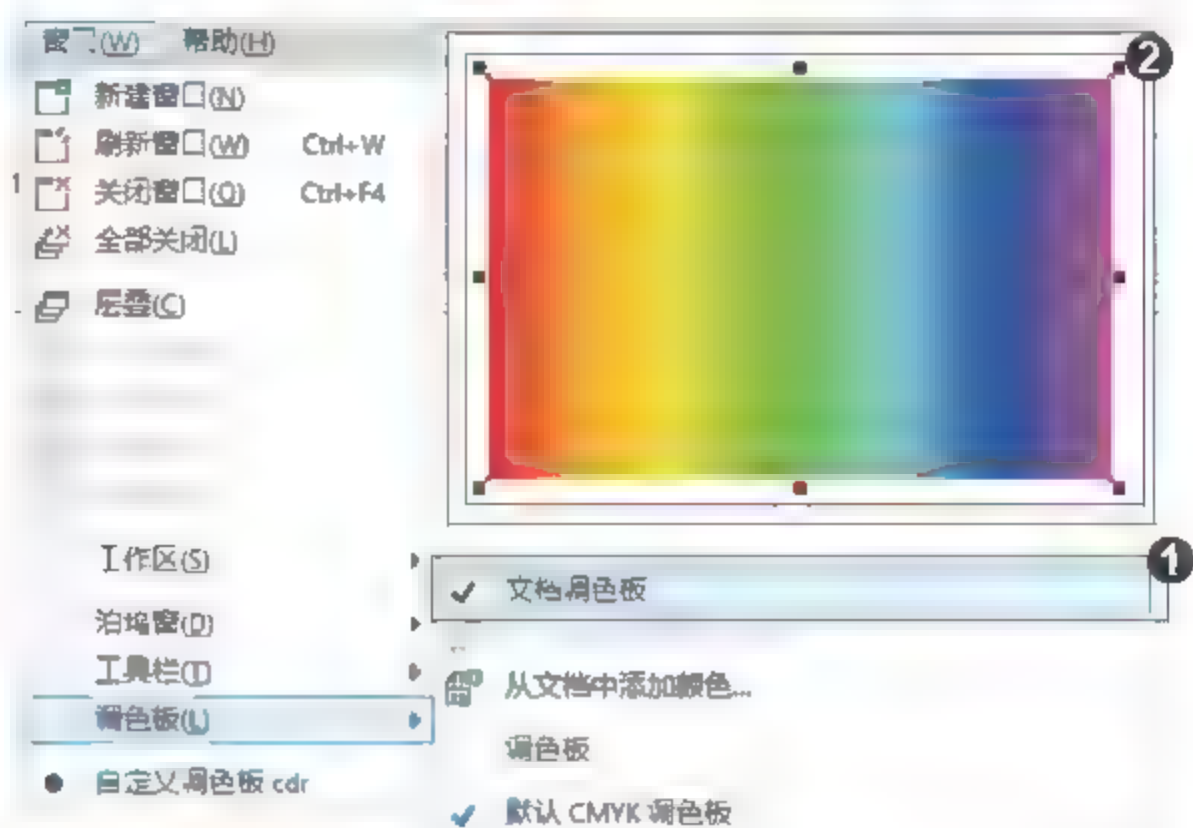 窗口(W) 帮助(H)
新建窗口(N)
刷新窗口(W) Ctrl+W
关闭窗口(O) Ctrl+F4
全部关闭(L)
层叠(C)
工作区(S)
泊坞窗(D)
工具栏(T)
调色板(L)
自定义调色板 cdr
2
1
文档调色板
从文档中添加颜色...
调色板
默认 CMYK 调色板